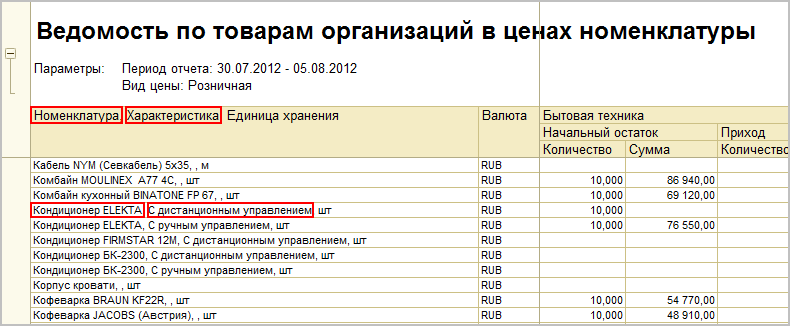 Ведомость по товарам организаций в ценах номенклатуры
Параметры: Период отчета: 30.07.2012 - 05.08.2012
Вид цены: Розничная
Номенклатура, Характеристика, Единица хранения Валюта Бытовая техника
Начальный остаток Приход
Количество Сумма Количество
Кабель NYM (Севкабель) 5х35, , м RUB
Комбайн MOULINEX A77 4C, , шт RUB 10,000 86 940,00
Комбайн кухонный BINATONE FP 67, , шт RUB 10,000 69 120,00
Кондиционер ELEKTA, С дистанционным управлением, шт RUB 10,000
Кондиционер ELEKTA, С ручным управлением, шт RUB 10,000 76 550,00
Кондиционер FIRMSTAR 12М, С дистанционным управлением, шт RUB
Кондиционер БК-2300, С дистанционным управлением, шт RUB
Кондиционер БК-2300, С ручным управлением, шт RUB
Корпус кровати, , шт RUB
Кофеварка BRAUN KF22R, , шт RUB 10,000 54 770,00
Кофеварка JACOBS (Австрия), , шт RUB 10,000 48 910,00